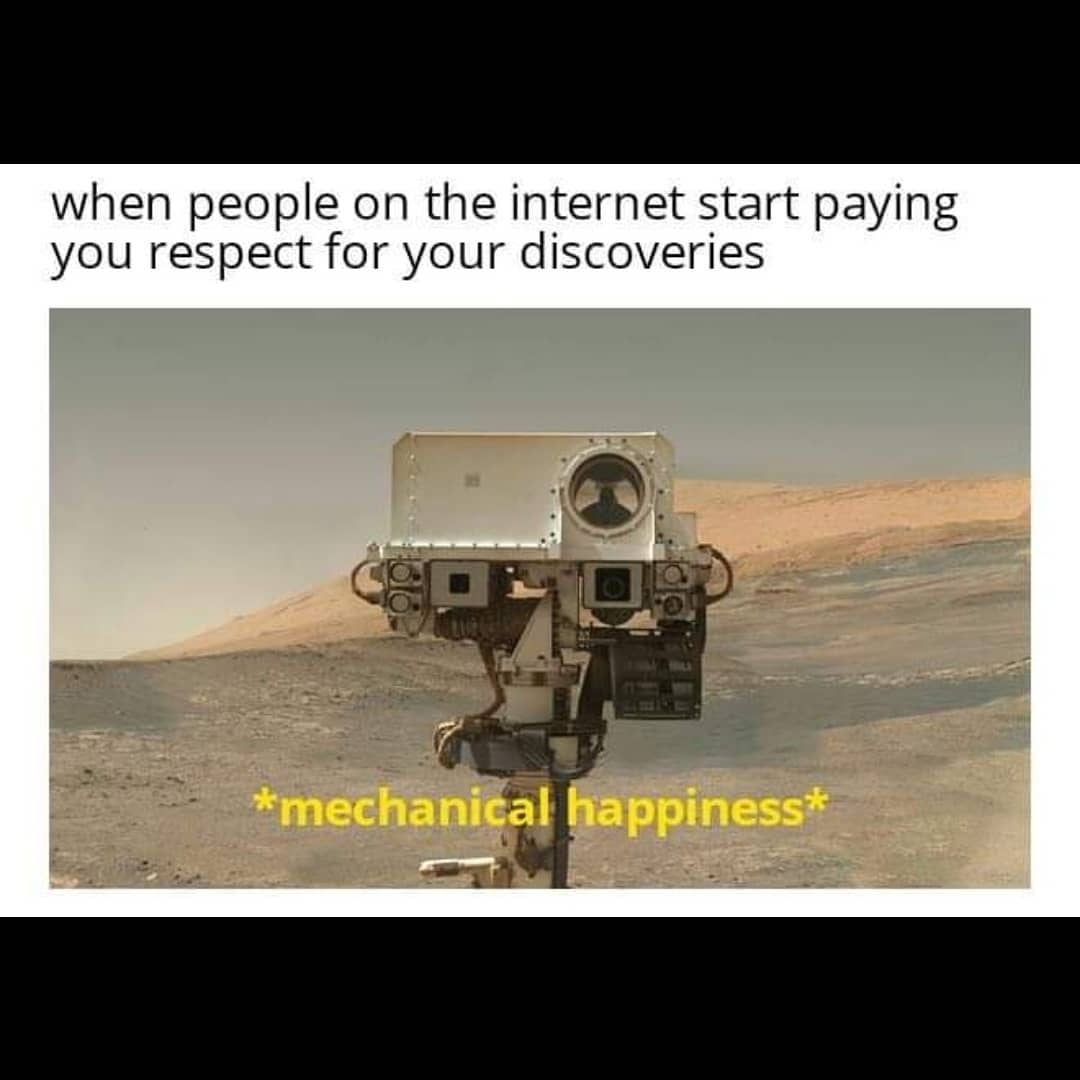 when people on the internet start paying
you respect for your discoveries
*mechanical happiness*